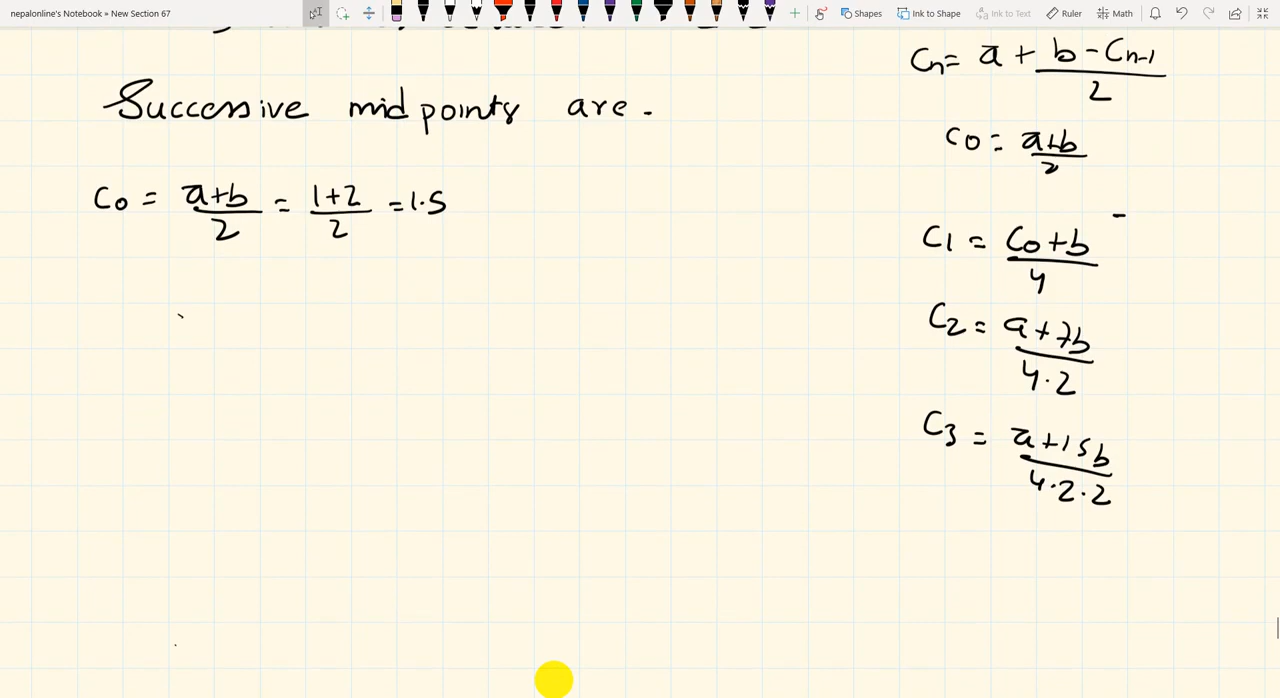 nepalonline's Notebook » New Section 67
Shapes Ink to Shape Ink to Text Ruler Math
Successive midpoints are.
C0 = a+b/2 = 1+2/2 = 1.5
Cn = a + b - Cn-1/2
C0 = a+b/2
C1 = C0+b/4
C2 = a+7b/4·2
C3 = a+15b/4·2·2